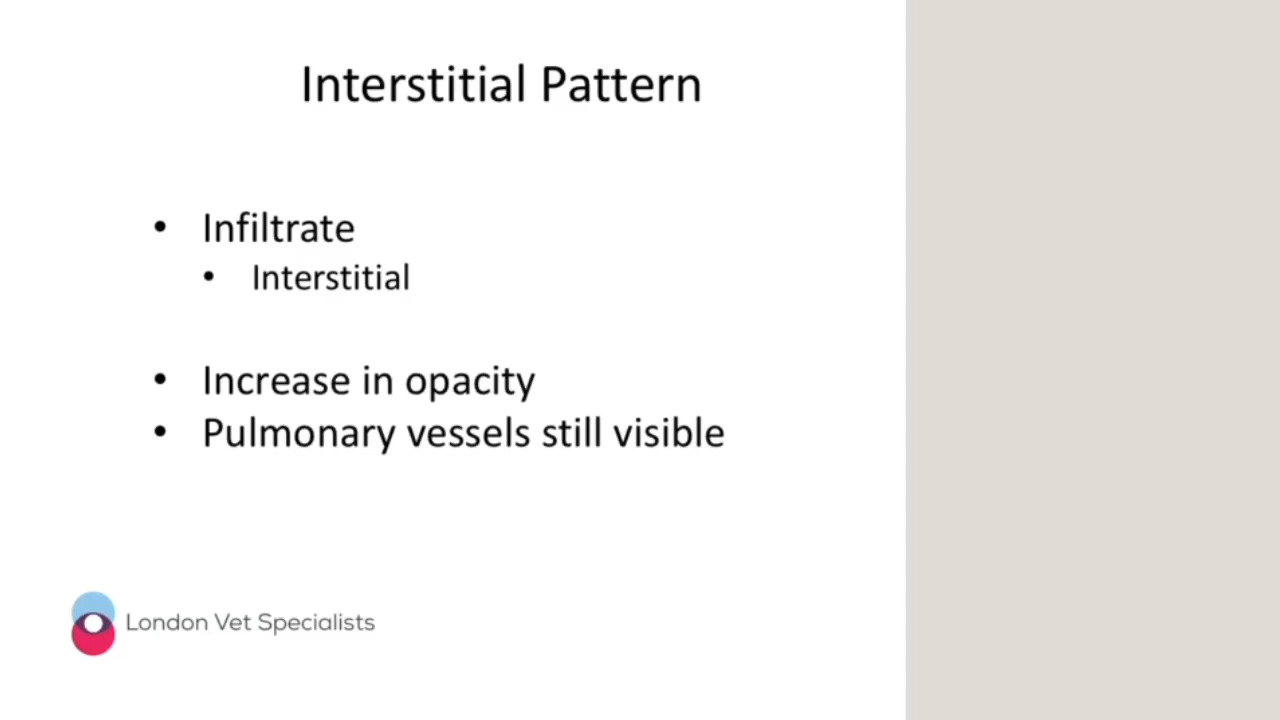 Interstitial Pattern
• Infiltrate
• Interstitial
• Increase in opacity
• Pulmonary vessels still visible
London Vet Specialists